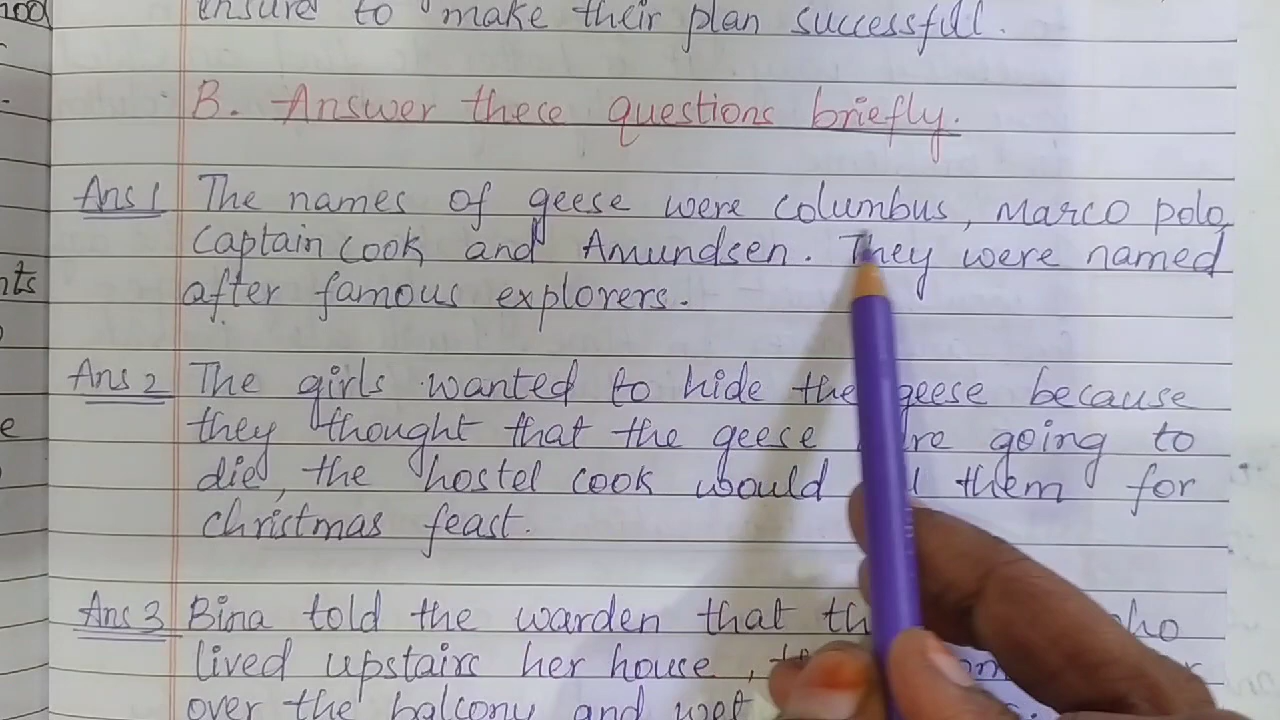 ood
ensure to make their plan successfull.
B. Answer these questions briefly.
Ans 1 The names of geese were columbus, Marco polo,
captain cook and Amundsen. They were named
after famous explorers.
Ans 2 The girls wanted to hide the geese because
they thought that the geese going to
nts
die, the hostel cook would them for
e
christmas feast.
Ans 3 Bina told the warden that
lived upstairs her house,
over the balcony and wet